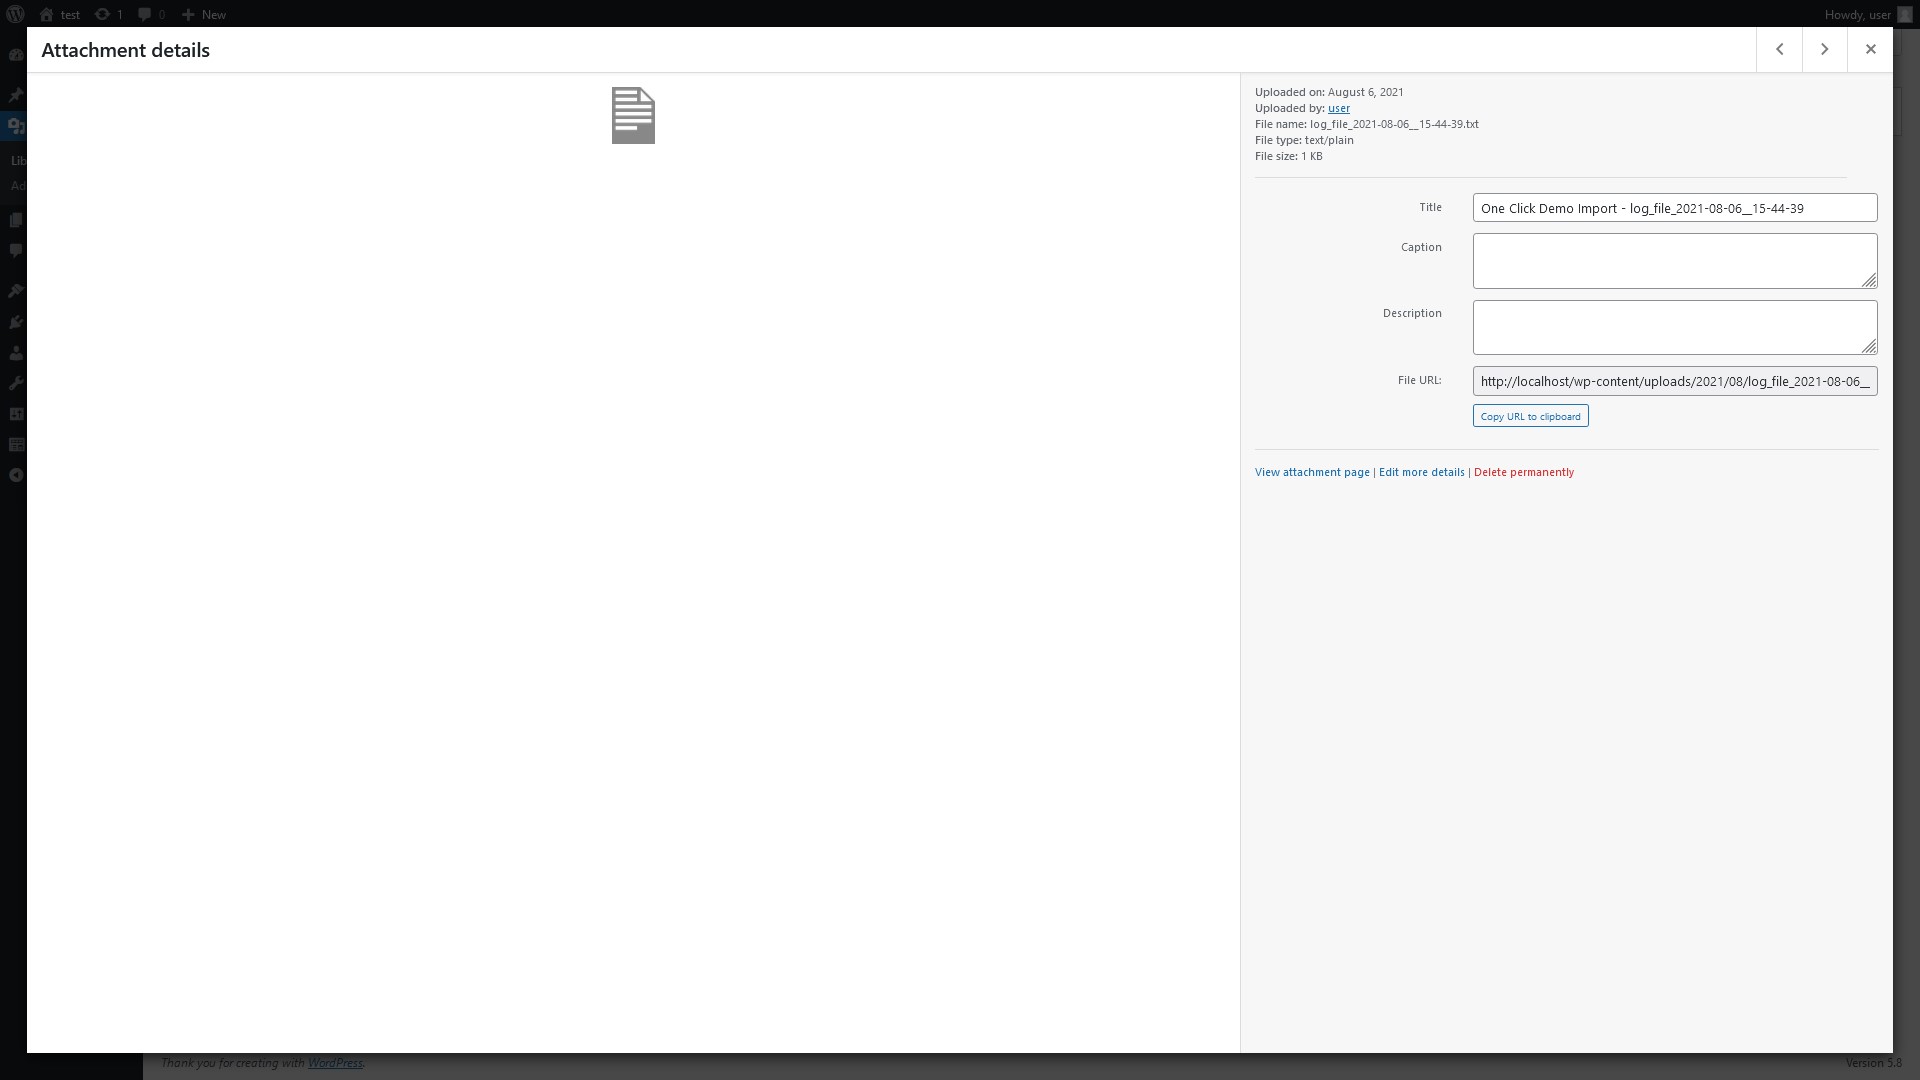 test 1 0 New Howdy, user
Attachment details
Uploaded on: August 6, 2021
Uploaded by: user
File name: log_file_2021-08-06__15-44-39.txt
File type: text/plain
File size: 1 KB
Title One Click Demo Import - log_file_2021-08-06__15-44-39
Caption
Description
File URL: http://localhost/wp-content/uploads/2021/08/log_file_2021-08-06__
Copy URL to clipboard
View attachment page | Edit more details | Delete permanently
Lib
Ad
Thank you for creating with WordPress. Version 5.8